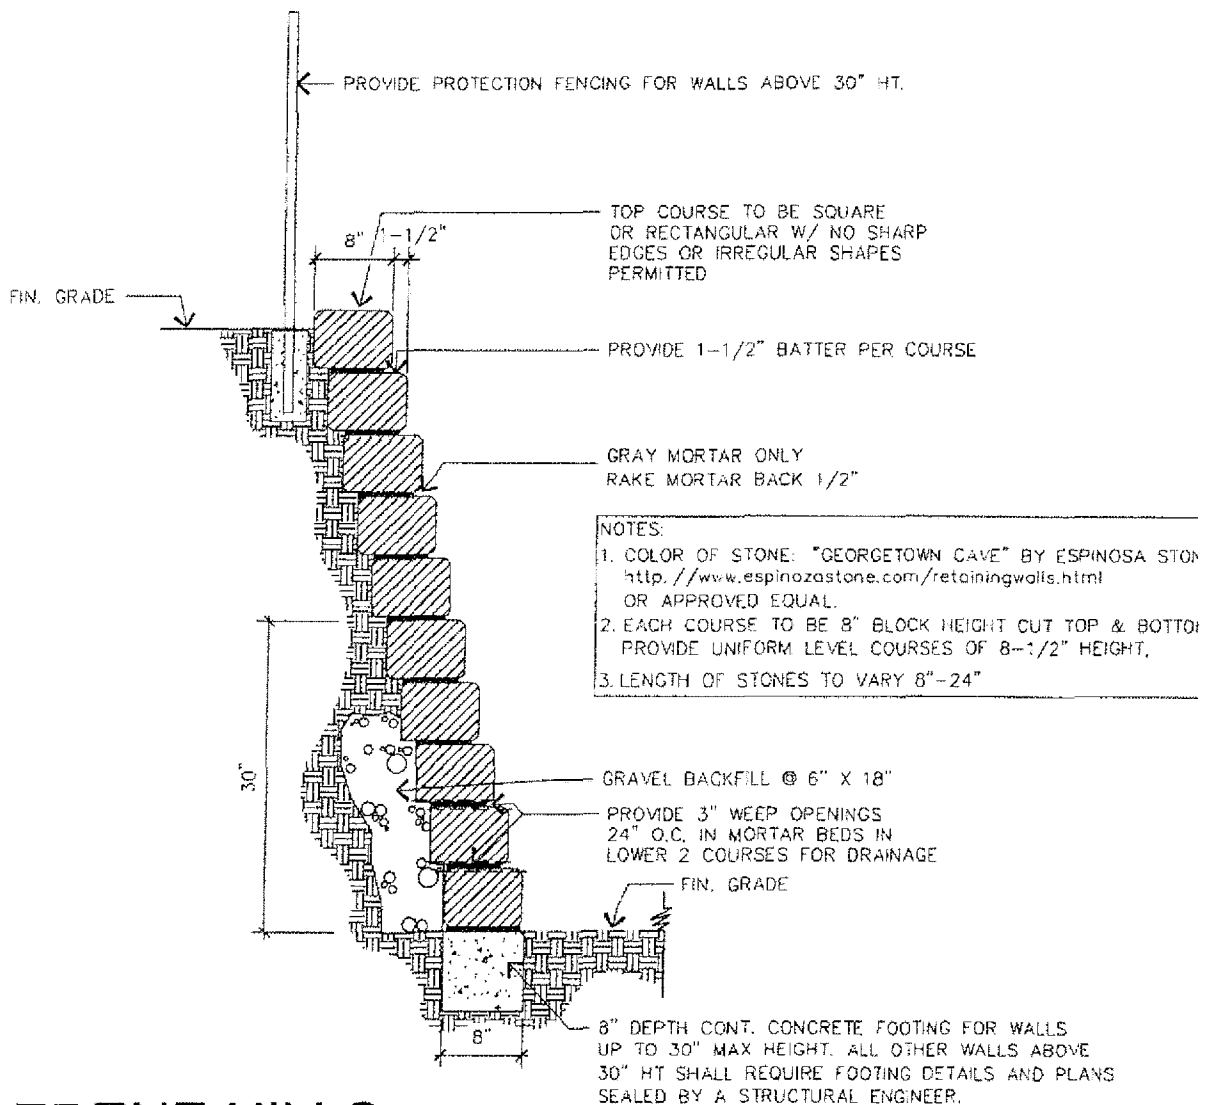 PROVIDE PROTECTION FENCING FOR WALLS ABOVE 30" HT.
TOP COURSE TO BE SQUARE
OR RECTANGULAR W/ NO SHARP
EDGES OR IRREGULAR SHAPES
PERMITTED
8" 1-1/2"
FIN. GRADE
PROVIDE 1-1/2" BATTER PER COURSE
GRAY MORTAR ONLY
RAKE MORTAR BACK 1/2"
NOTES:
1. COLOR OF STONE: "GEORGETOWN CAVE" BY ESPINOSA STON
http.//www.espinozastone.com/retainingwalls.html
OR APPROVED EQUAL.
2. EACH COURSE TO BE 8" BLOCK HEIGHT CUT TOP & BOTTO
PROVIDE UNIFORM LEVEL COURSES OF 8-1/2" HEIGHT,
3. LENGTH OF STONES TO VARY 8"-24"
30"
GRAVEL BACKFILL @ 6" X 18"
PROVIDE 3" WEEP OPENINGS
24" O.C. IN MORTAR BEDS IN
LOWER 2 COURSES FOR DRAINAGE
FIN. GRADE
8"
8" DEPTH CONT. CONCRETE FOOTING FOR WALLS
UP TO 30" MAX HEIGHT. ALL OTHER WALLS ABOVE
30" HT SHALL REQUIRE FOOTING DETAILS AND PLANS
SEALED BY A STRUCTURAL ENGINEER.